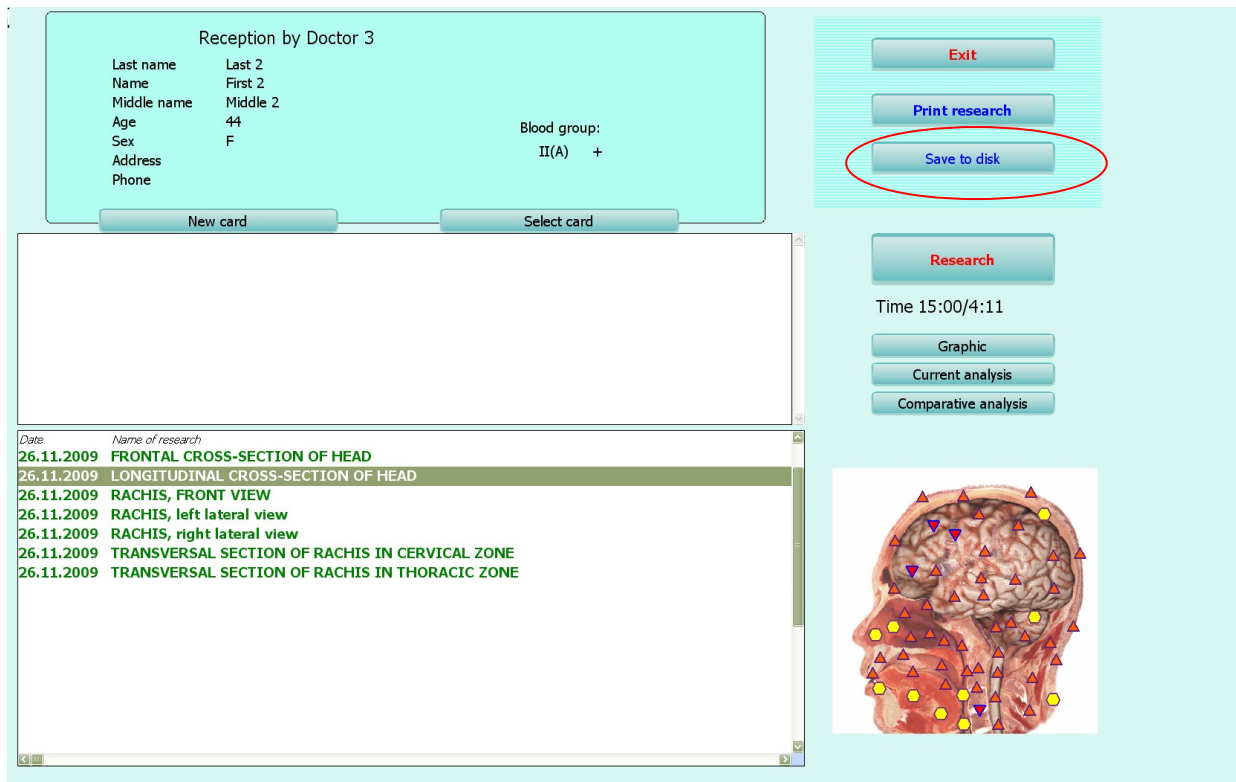 Reception by Doctor 3
Last name Last 2
Name First 2
Middle name Middle 2
Age 44
Sex F
Address
Phone
Blood group:
II(A) +
New card
Select card
Exit
Print research
Save to disk
Research
Time 15:00/4:11
Graphic
Current analysis
Comparative analysis
Date Name of research
26.11.2009 FRONTAL CROSS-SECTION OF HEAD
26.11.2009 LONGITUDINAL CROSS-SECTION OF HEAD
26.11.2009 RACHIS, FRONT VIEW
26.11.2009 RACHIS, left lateral view
26.11.2009 RACHIS, right lateral view
26.11.2009 TRANSVERSAL SECTION OF RACHIS IN CERVICAL ZONE
26.11.2009 TRANSVERSAL SECTION OF RACHIS IN THORACIC ZONE